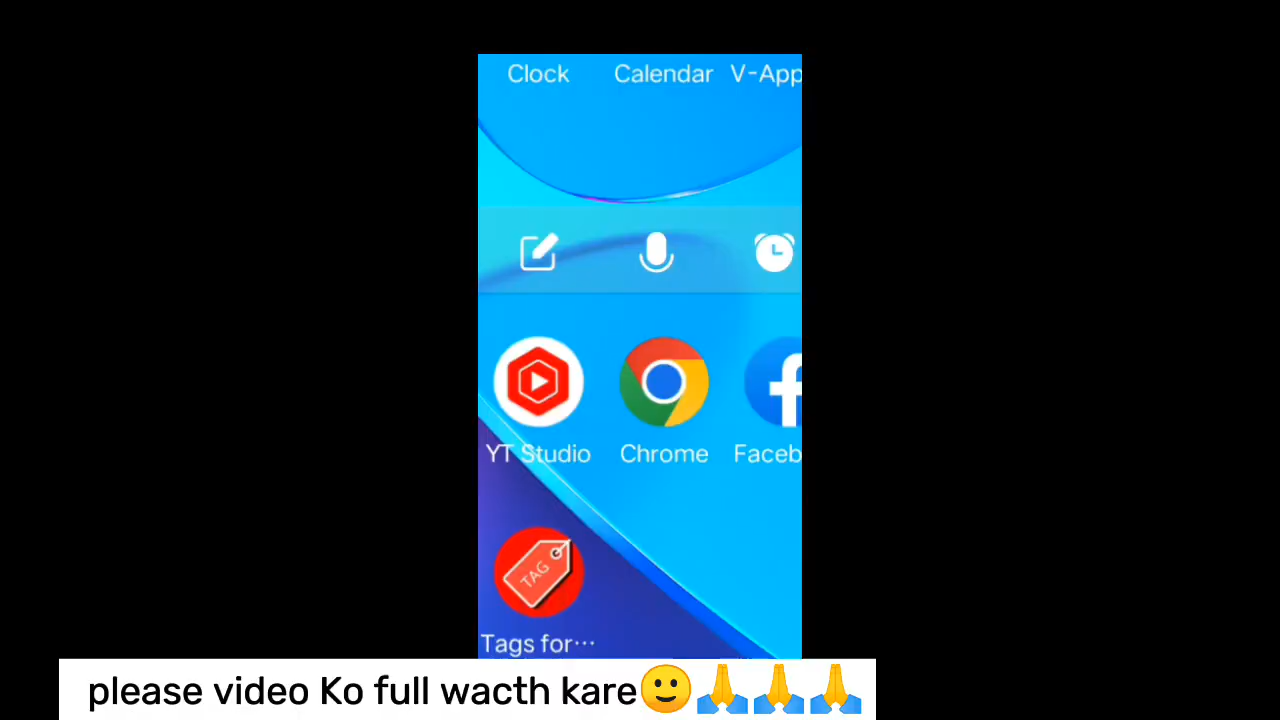 Clock Calendar V-App
YT Studio Chrome Faceb
TAG
Tags for…
please video Ko full wacth kare🙂🙏🙏🙏